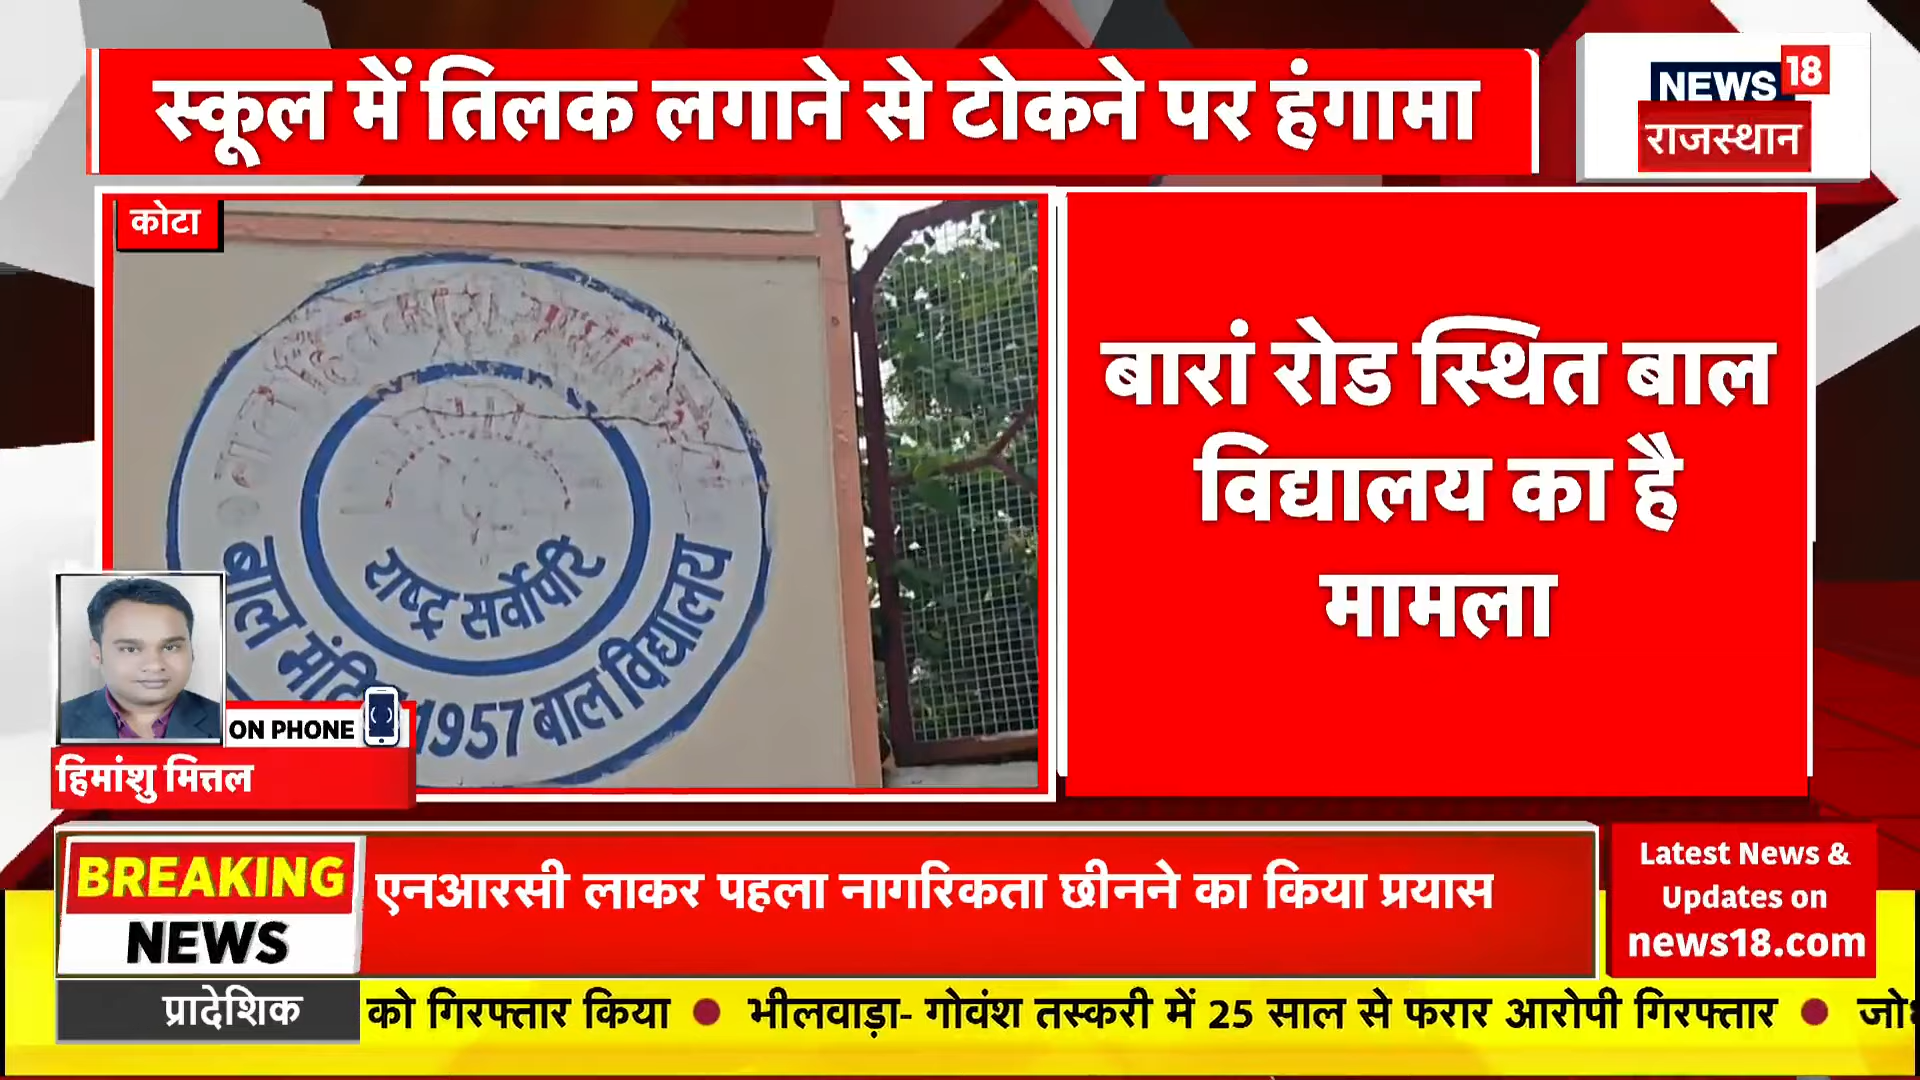 स्कूल में तिलक लगाने से टोकने पर हंगामा
NEWS 18
राजस्थान
कोटा
राष्ट्र सर्वोपरि
बाल
1957 बाल विद्यालय
बारां रोड स्थित बाल
विद्यालय का है
मामला
ON PHONE
हिमांशु मित्तल
BREAKING
NEWS
एनआरसी लाकर पहला नागरिकता छीनने का किया प्रयास
Latest News &
Updates on
news18.com
प्रादेशिक
को गिरफ्तार किया ● भीलवाड़ा- गोवंश तस्करी में 25 साल से फरार आरोपी गिरफ्तार ●